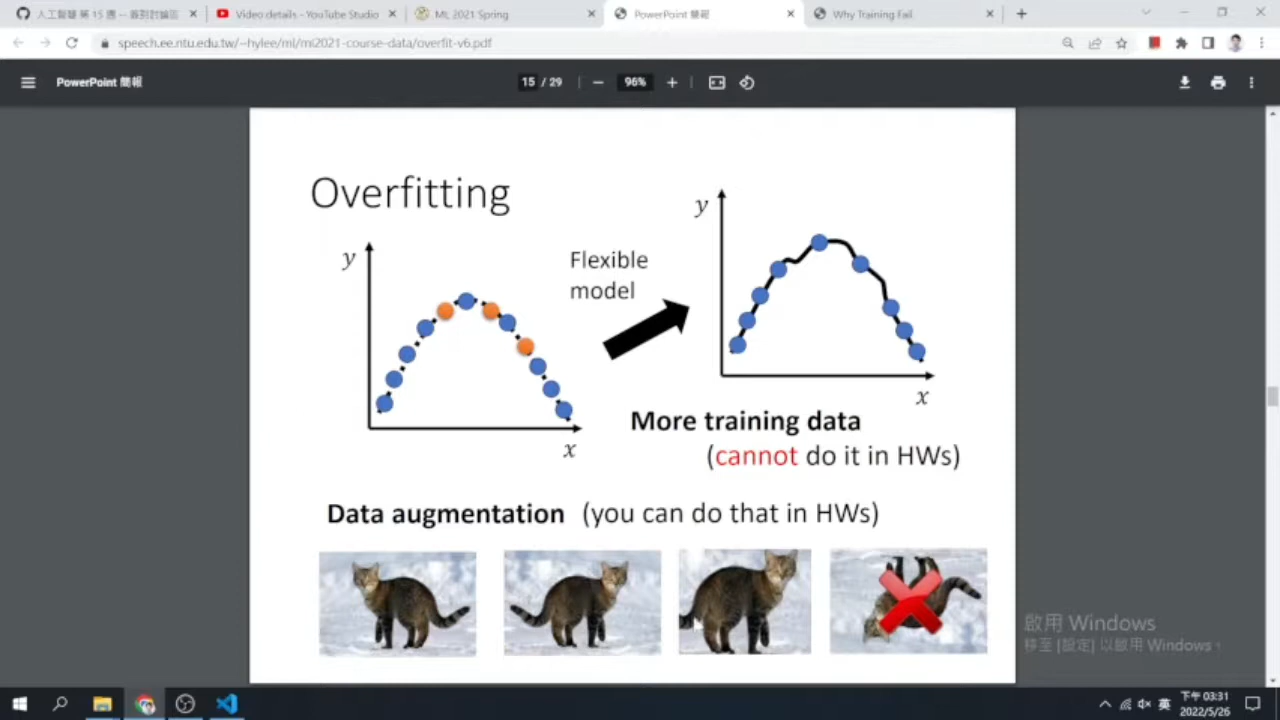 人工智慧 第 15 週 -- 簽到討論區
Video details - YouTube Studio
ML 2021 Spring
PowerPoint 簡報
Why Training Fail
speech.ee.ntu.edu.tw/~hylee/ml/ml2021-course-data/overfit-v6.pdf
PowerPoint 簡報
15 / 29
96%
Overfitting
y
x
Flexible
model
y
x
More training data
(cannot do it in HWs)
Data augmentation (you can do that in HWs)
啟用 Windows
移至 [設定] 以啟用 Windows。
英
下午 03:31
2022/5/26